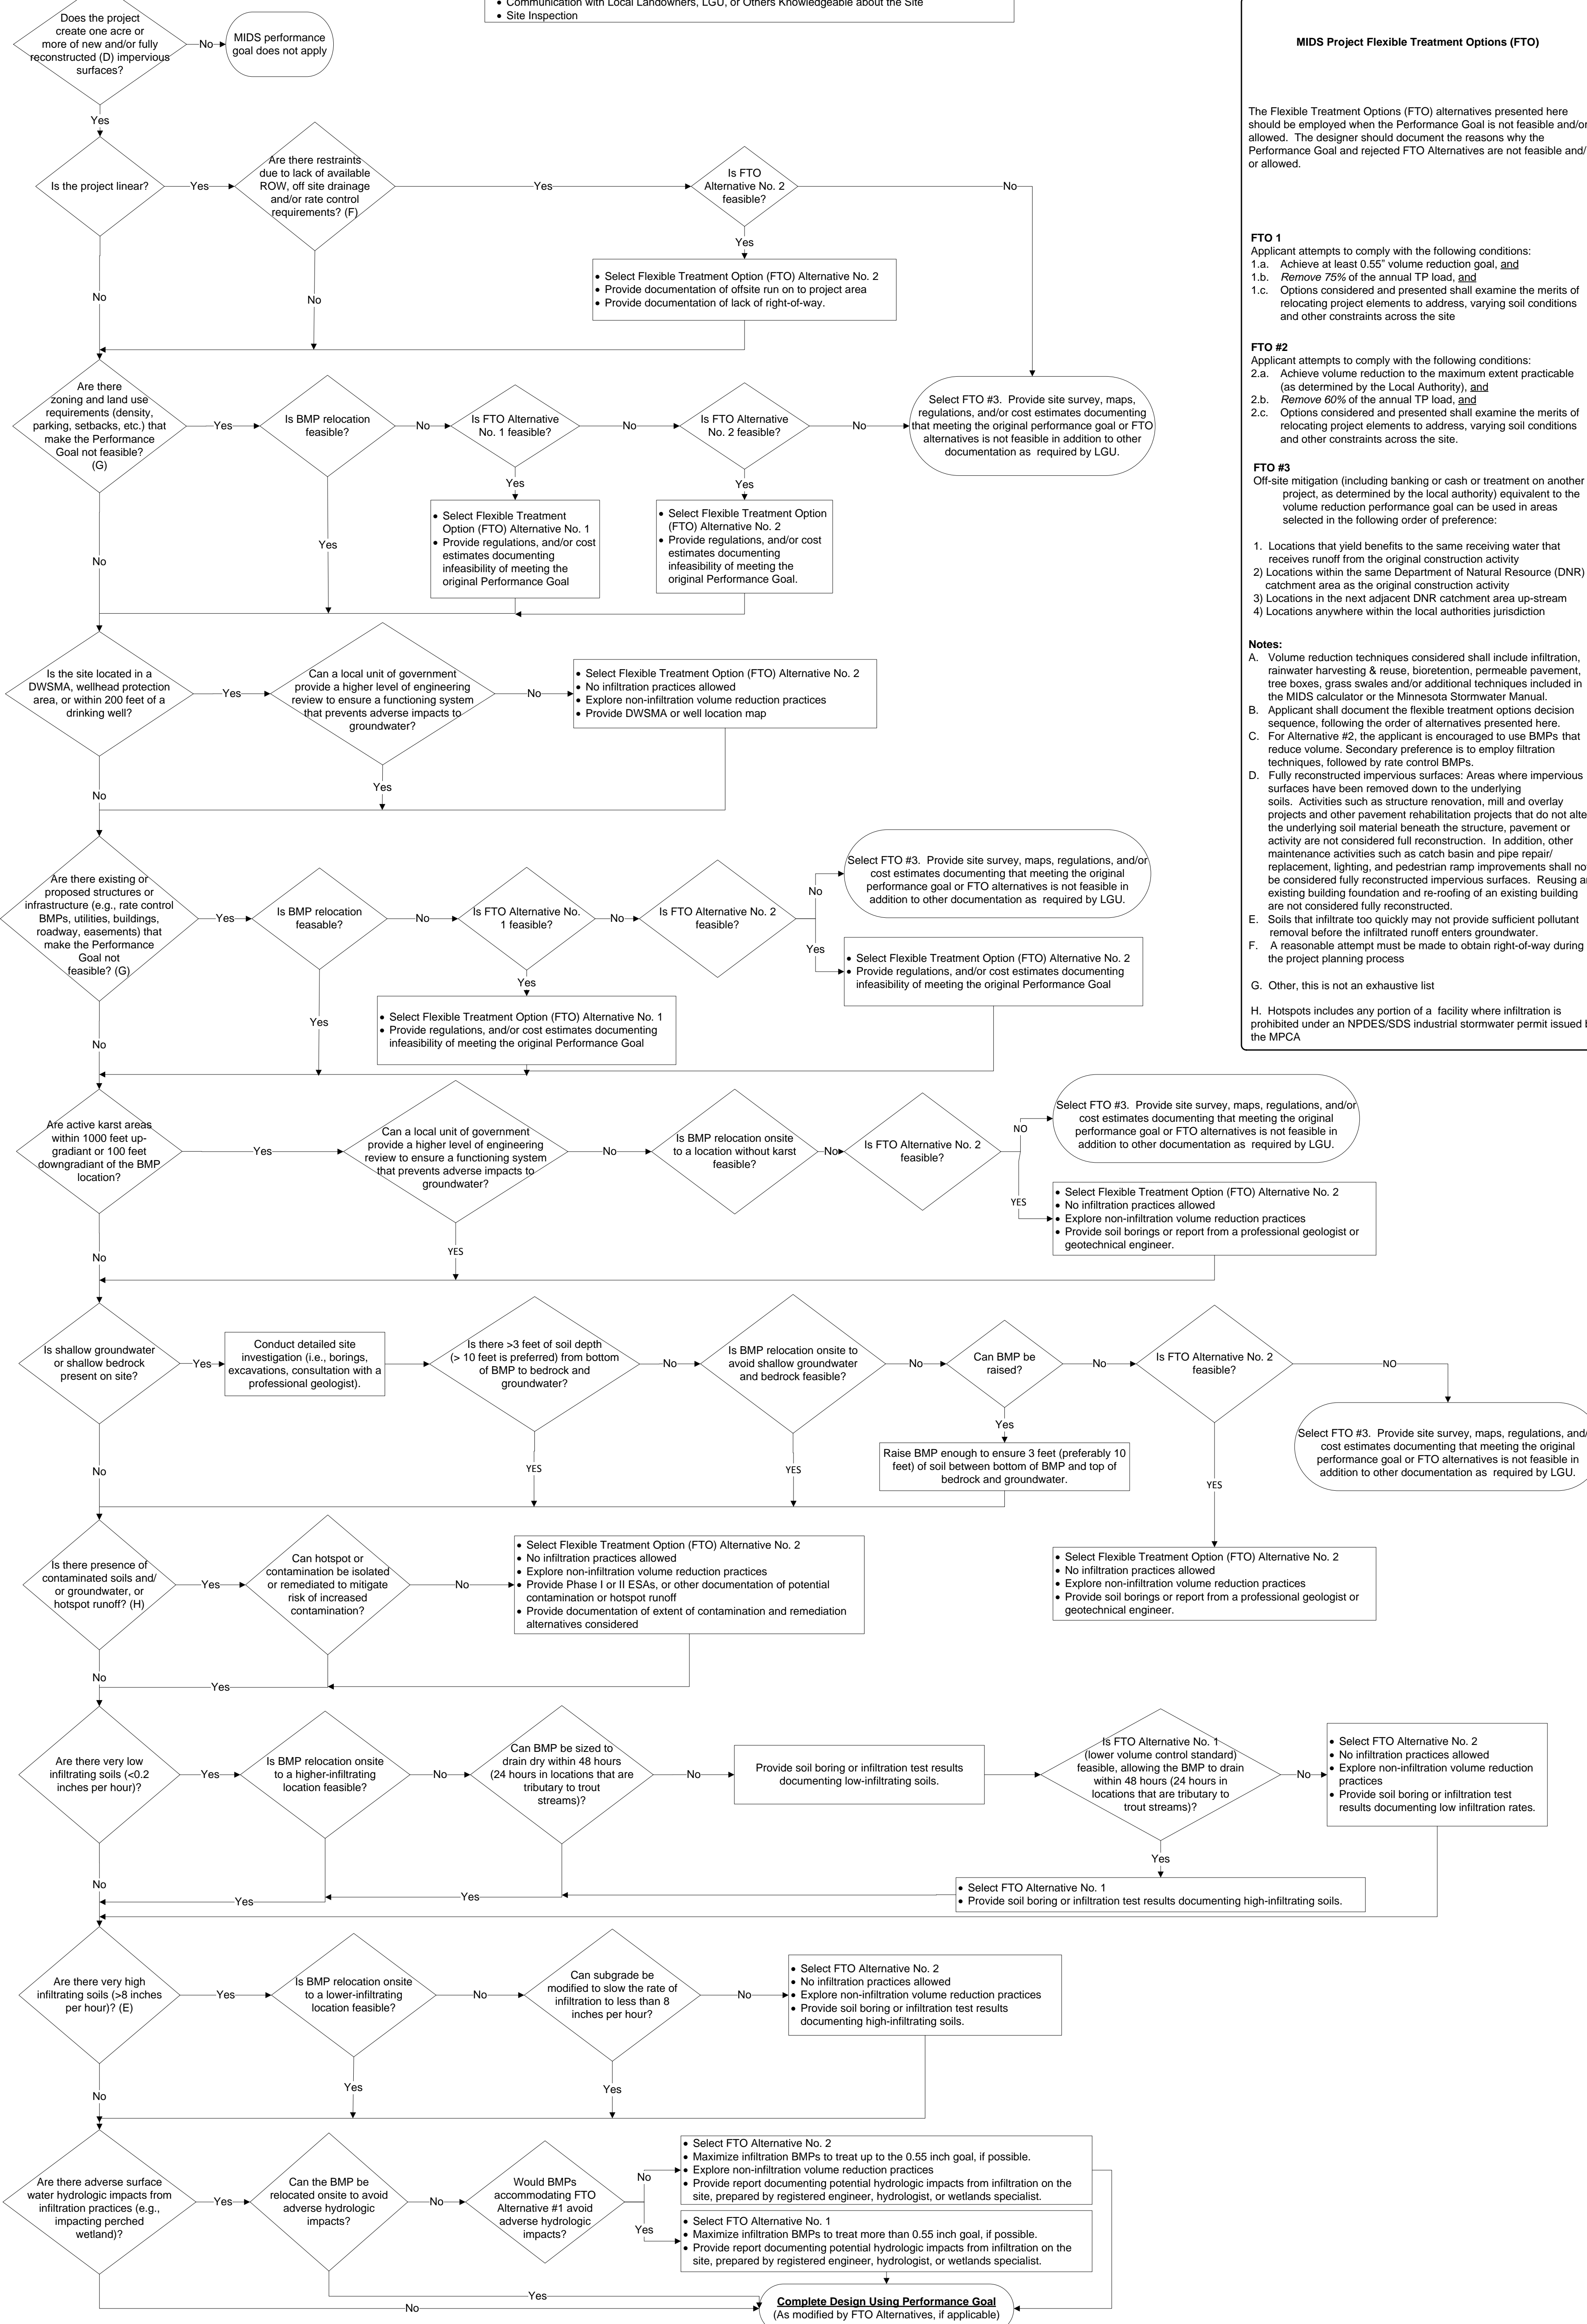 • Communication with Local Landowners, LGU, or Others Knowledgeable about the Site
• Site Inspection
Does the project
create one acre or
more of new and/or fully
reconstructed (D) impervious
surfaces?
No
MIDS performance
goal does not apply
Yes
Is the project linear?
Yes
Are there restraints
due to lack of available
ROW, off site drainage
and/or rate control
requirements? (F)
Yes
Is FTO
Alternative No. 2
feasible?
No
Yes
• Select Flexible Treatment Option (FTO) Alternative No. 2
• Provide documentation of offsite run on to project area
• Provide documentation of lack of right-of-way.
No
No
Are there
zoning and land use
requirements (density,
parking, setbacks, etc.) that
make the Performance
Goal not feasible?
(G)
Yes
Is BMP relocation
feasible?
No
Is FTO Alternative
No. 1 feasible?
No
Is FTO Alternative
No. 2 feasible?
No
Select FTO #3. Provide site survey, maps,
regulations, and/or cost estimates documenting
that meeting the original performance goal or FTO
alternatives is not feasible in addition to other
documentation as required by LGU.
Yes
Yes
• Select Flexible Treatment
Option (FTO) Alternative No. 1
• Provide regulations, and/or cost
estimates documenting
infeasibility of meeting the
original Performance Goal
• Select Flexible Treatment Option
(FTO) Alternative No. 2
• Provide regulations, and/or cost
estimates documenting
infeasibility of meeting the
original Performance Goal.
Yes
No
Is the site located in a
DWSMA, wellhead protection
area, or within 200 feet of a
drinking well?
Yes
Can a local unit of government
provide a higher level of engineering
review to ensure a functioning system
that prevents adverse impacts to
groundwater?
No
• Select Flexible Treatment Option (FTO) Alternative No. 2
• No infiltration practices allowed
• Explore non-infiltration volume reduction practices
• Provide DWSMA or well location map
Yes
No
Are there existing or
proposed structures or
infrastructure (e.g., rate control
BMPs, utilities, buildings,
roadway, easements) that
make the Performance
Goal not
feasible? (G)
Yes
Is BMP relocation
feasable?
No
Is FTO Alternative No.
1 feasible?
No
Is FTO Alternative No. 2
feasible?
No
Select FTO #3. Provide site survey, maps, regulations, and/or
cost estimates documenting that meeting the original
performance goal or FTO alternatives is not feasible in
addition to other documentation as required by LGU.
Yes
• Select Flexible Treatment Option (FTO) Alternative No. 2
• Provide regulations, and/or cost estimates documenting
infeasibility of meeting the original Performance Goal
Yes
• Select Flexible Treatment Option (FTO) Alternative No. 1
• Provide regulations, and/or cost estimates documenting
infeasibility of meeting the original Performance Goal
Yes
No
Are active karst areas
within 1000 feet up-
gradiant or 100 feet
downgradiant of the BMP
location?
Yes
Can a local unit of government
provide a higher level of engineering
review to ensure a functioning system
that prevents adverse impacts to
groundwater?
No
Is BMP relocation onsite
to a location without karst
feasible?
No
Is FTO Alternative No. 2
feasible?
NO
Select FTO #3. Provide site survey, maps, regulations, and/or
cost estimates documenting that meeting the original
performance goal or FTO alternatives is not feasible in
addition to other documentation as required by LGU.
YES
• Select Flexible Treatment Option (FTO) Alternative No. 2
• No infiltration practices allowed
• Explore non-infiltration volume reduction practices
• Provide soil borings or report from a professional geologist or
geotechnical engineer.
YES
No
Is shallow groundwater
or shallow bedrock
present on site?
Yes
Conduct detailed site
investigation (i.e., borings,
excavations, consultation with a
professional geologist).
Is there >3 feet of soil depth
(> 10 feet is preferred) from bottom
of BMP to bedrock and
groundwater?
No
Is BMP relocation onsite to
avoid shallow groundwater
and bedrock feasible?
No
Can BMP be
raised?
No
Is FTO Alternative No. 2
feasible?
NO
Select FTO #3. Provide site survey, maps, regulations, and/
cost estimates documenting that meeting the original
performance goal or FTO alternatives is not feasible in
addition to other documentation as required by LGU.
Yes
Raise BMP enough to ensure 3 feet (preferably 10
feet) of soil between bottom of BMP and top of
bedrock and groundwater.
YES
YES
YES
No
• Select Flexible Treatment Option (FTO) Alternative No. 2
• No infiltration practices allowed
• Explore non-infiltration volume reduction practices
• Provide soil borings or report from a professional geologist or
geotechnical engineer.
Is there presence of
contaminated soils and/
or groundwater, or
hotspot runoff? (H)
Yes
Can hotspot or
contamination be isolated
or remediated to mitigate
risk of increased
contamination?
No
• Select Flexible Treatment Option (FTO) Alternative No. 2
• No infiltration practices allowed
• Explore non-infiltration volume reduction practices
• Provide Phase I or II ESAs, or other documentation of potential
contamination or hotspot runoff
• Provide documentation of extent of contamination and remediation
alternatives considered
No
Yes
Are there very low
infiltrating soils (<0.2
inches per hour)?
Yes
Is BMP relocation onsite
to a higher-infiltrating
location feasible?
No
Can BMP be sized to
drain dry within 48 hours
(24 hours in locations that are
tributary to trout
streams)?
No
Provide soil boring or infiltration test results
documenting low-infiltrating soils.
Is FTO Alternative No. 1
(lower volume control standard)
feasible, allowing the BMP to drain
within 48 hours (24 hours in
locations that are tributary to
trout streams)?
No
• Select FTO Alternative No. 2
• No infiltration practices allowed
• Explore non-infiltration volume reduction
practices
• Provide soil boring or infiltration test
results documenting low infiltration rates.
Yes
• Select FTO Alternative No. 1
• Provide soil boring or infiltration test results documenting high-infiltrating soils.
No
Yes
Yes
Are there very high
infiltrating soils (>8 inches
per hour)? (E)
Yes
Is BMP relocation onsite
to a lower-infiltrating
location feasible?
No
Can subgrade be
modified to slow the rate of
infiltration to less than 8
inches per hour?
No
• Select FTO Alternative No. 2
• No infiltration practices allowed
• Explore non-infiltration volume reduction practices
• Provide soil boring or infiltration test results
documenting high-infiltrating soils.
No
Yes
Yes
Are there adverse surface
water hydrologic impacts from
infiltration practices (e.g.,
impacting perched
wetland)?
Yes
Can the BMP be
relocated onsite to avoid
adverse hydrologic
impacts?
No
Would BMPs
accommodating FTO
Alternative #1 avoid
adverse hydrologic
impacts?
No
• Select FTO Alternative No. 2
• Maximize infiltration BMPs to treat up to the 0.55 inch goal, if possible.
• Explore non-infiltration volume reduction practices
• Provide report documenting potential hydrologic impacts from infiltration on the
site, prepared by registered engineer, hydrologist, or wetlands specialist.
Yes
• Select FTO Alternative No. 1
• Maximize infiltration BMPs to treat more than 0.55 inch goal, if possible.
• Provide report documenting potential hydrologic impacts from infiltration on the
site, prepared by registered engineer, hydrologist, or wetlands specialist.
Yes
No
Complete Design Using Performance Goal
(As modified by FTO Alternatives, if applicable)
MIDS Project Flexible Treatment Options (FTO)
The Flexible Treatment Options (FTO) alternatives presented here
should be employed when the Performance Goal is not feasible and/or
allowed. The designer should document the reasons why the
Performance Goal and rejected FTO Alternatives are not feasible and/
or allowed.
FTO 1
Applicant attempts to comply with the following conditions:
1.a. Achieve at least 0.55" volume reduction goal, and
1.b. Remove 75% of the annual TP load, and
1.c. Options considered and presented shall examine the merits of
relocating project elements to address, varying soil conditions
and other constraints across the site
FTO #2
Applicant attempts to comply with the following conditions:
2.a. Achieve volume reduction to the maximum extent practicable
(as determined by the Local Authority), and
2.b. Remove 60% of the annual TP load, and
2.c. Options considered and presented shall examine the merits of
relocating project elements to address, varying soil conditions
and other constraints across the site.
FTO #3
Off-site mitigation (including banking or cash or treatment on another
project, as determined by the local authority) equivalent to the
volume reduction performance goal can be used in areas
selected in the following order of preference:
1. Locations that yield benefits to the same receiving water that
receives runoff from the original construction activity
2) Locations within the same Department of Natural Resource (DNR)
catchment area as the original construction activity
3) Locations in the next adjacent DNR catchment area up-stream
4) Locations anywhere within the local authorities jurisdiction
Notes:
A. Volume reduction techniques considered shall include infiltration,
rainwater harvesting & reuse, bioretention, permeable pavement,
tree boxes, grass swales and/or additional techniques included in
the MIDS calculator or the Minnesota Stormwater Manual.
B. Applicant shall document the flexible treatment options decision
sequence, following the order of alternatives presented here.
C. For Alternative #2, the applicant is encouraged to use BMPs that
reduce volume. Secondary preference is to employ filtration
techniques, followed by rate control BMPs.
D. Fully reconstructed impervious surfaces: Areas where impervious
surfaces have been removed down to the underlying
soils. Activities such as structure renovation, mill and overlay
projects and other pavement rehabilitation projects that do not alte
the underlying soil material beneath the structure, pavement or
activity are not considered full reconstruction. In addition, other
maintenance activities such as catch basin and pipe repair/
replacement, lighting, and pedestrian ramp improvements shall no
be considered fully reconstructed impervious surfaces. Reusing a
existing building foundation and re-roofing of an existing building
are not considered fully reconstructed.
E. Soils that infiltrate too quickly may not provide sufficient pollutant
removal before the infiltrated runoff enters groundwater.
F. A reasonable attempt must be made to obtain right-of-way during
the project planning process
G. Other, this is not an exhaustive list
H. Hotspots includes any portion of a facility where infiltration is
prohibited under an NPDES/SDS industrial stormwater permit issued
the MPCA